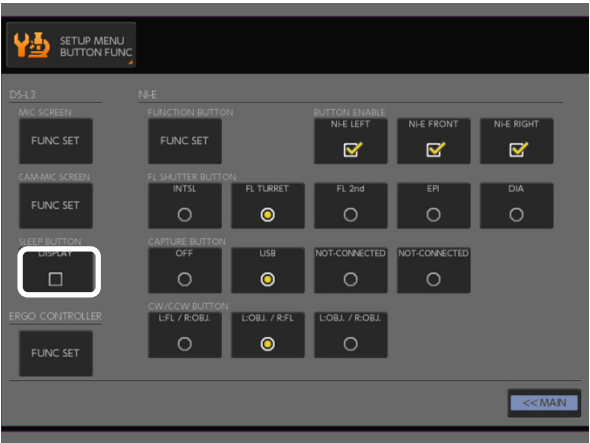 SETUP MENU
BUTTON FUNC
DS-L3
NI-E
MIC SCREEN
FUNCTION BUTTON
BUTTON ENABLE
FUNC SET
FUNC SET
Ni-E LEFT
Ni-E FRONT
Ni-E RIGHT
CAM-MIC SCREEN
FL SHUTTER BUTTON
FUNC SET
INTSL
FL TURRET
FL 2nd
EPI
DIA
SLEEP BUTTON
CAPTURE BUTTON
DISPLAY
OFF
USB
NOT-CONNECTED
NOT-CONNECTED
CW/CCW BUTTON
ERGO CONTROLLER
L:FL / R:OBJ.
L:OBJ. / R:FL
L:OBJ. / R:OBJ.
FUNC SET
<< MAIN